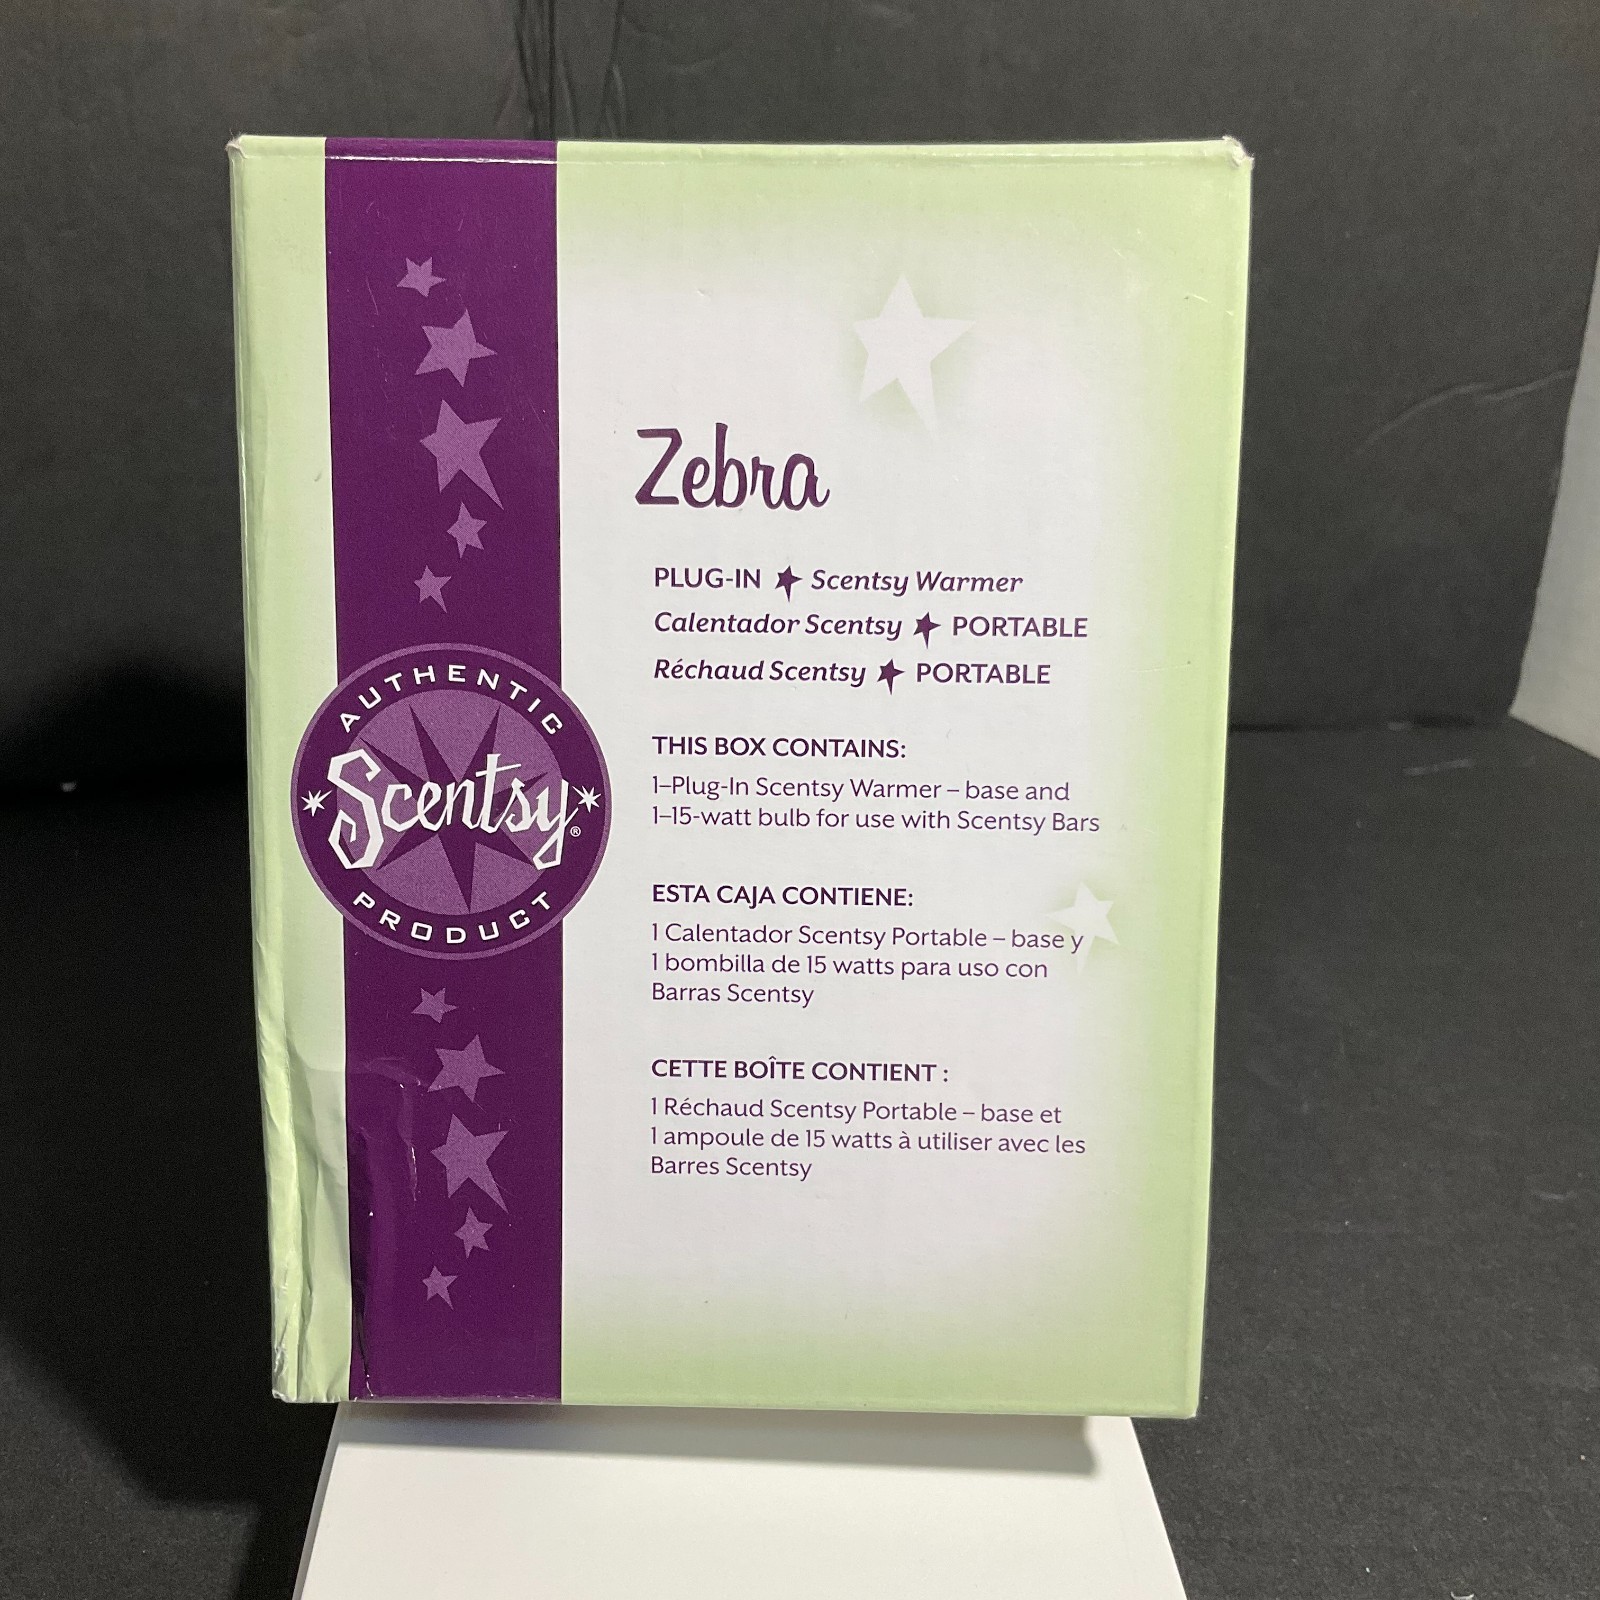 Zebra
PLUG-IN Scentsy Warmer
Calentador Scentsy PORTABLE
Réchaud Scentsy PORTABLE
AUTHENTIC
Scentsy®
PRODUCT
THIS BOX CONTAINS:
1–Plug-In Scentsy Warmer – base and
1–15-watt bulb for use with Scentsy Bars
ESTA CAJA CONTIENE:
1 Calentador Scentsy Portable – base y
1 bombilla de 15 watts para uso con
Barras Scentsy
CETTE BOÎTE CONTIENT :
1 Réchaud Scentsy Portable – base et
1 ampoule de 15 watts à utiliser avec les
Barres Scentsy